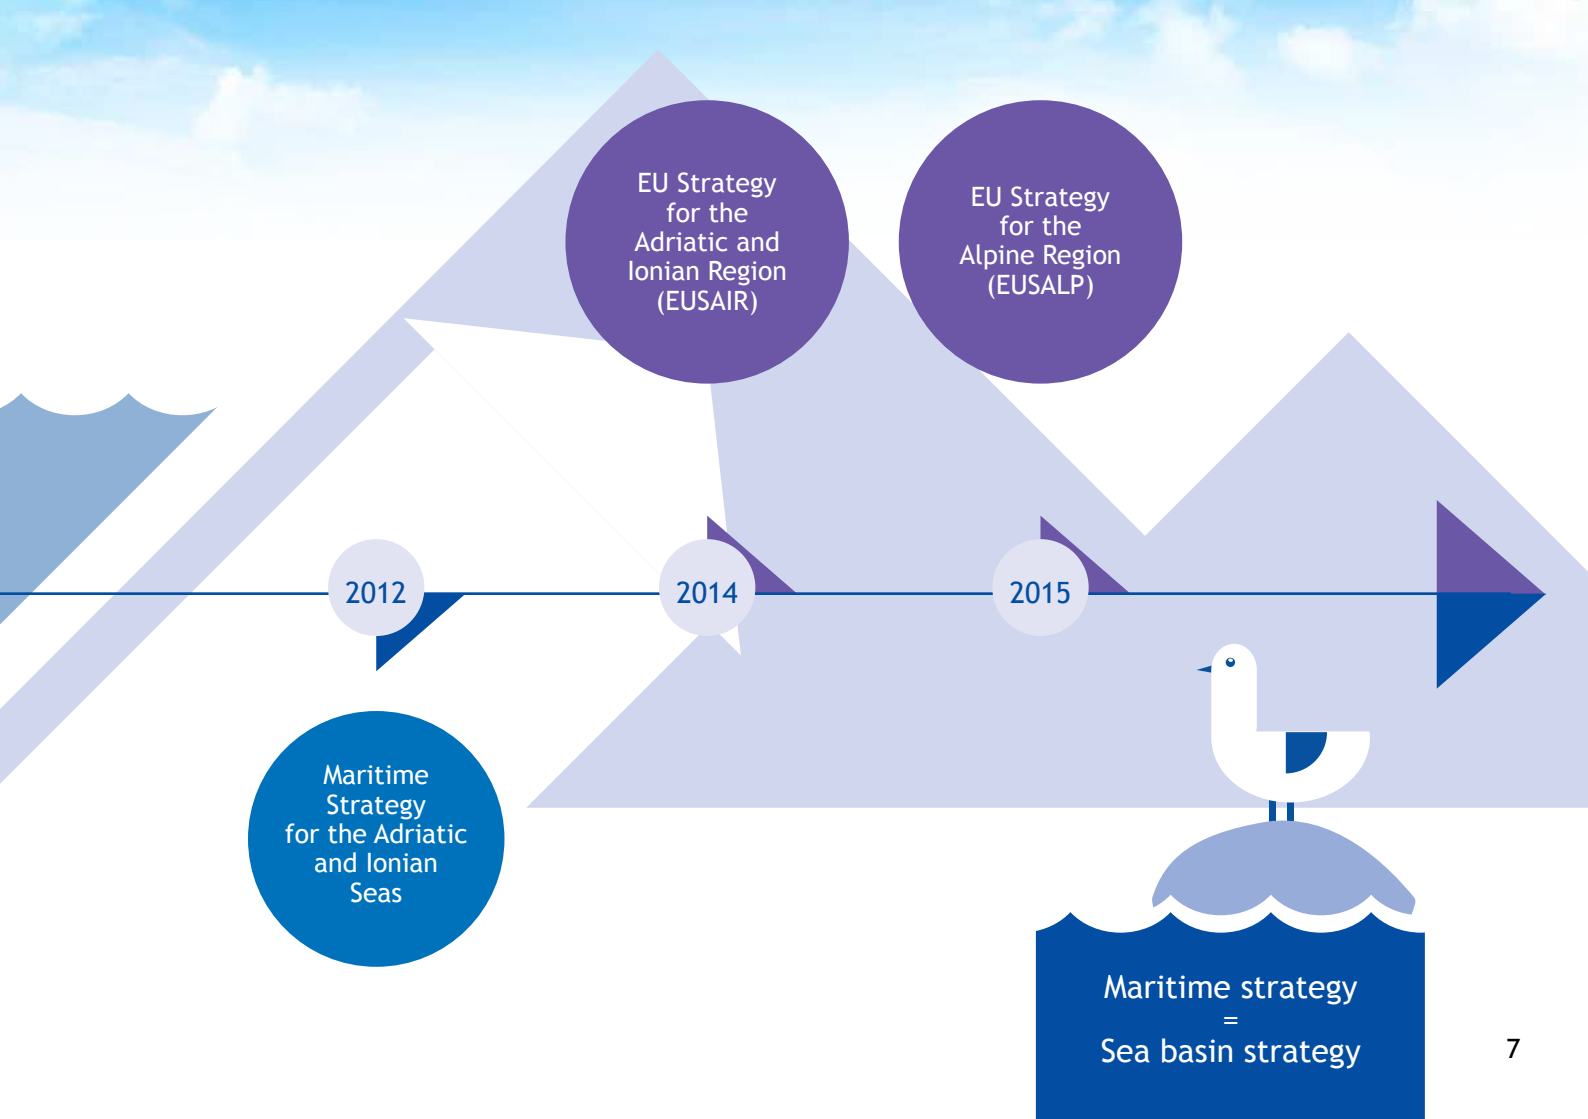 EU Strategy
for the
Adriatic and
Ionian Region
(EUSAIR)
EU Strategy
for the
Alpine Region
(EUSALP)
2012
2014
2015
Maritime
Strategy
for the Adriatic
and Ionian
Seas
Maritime strategy
=
Sea basin strategy
7